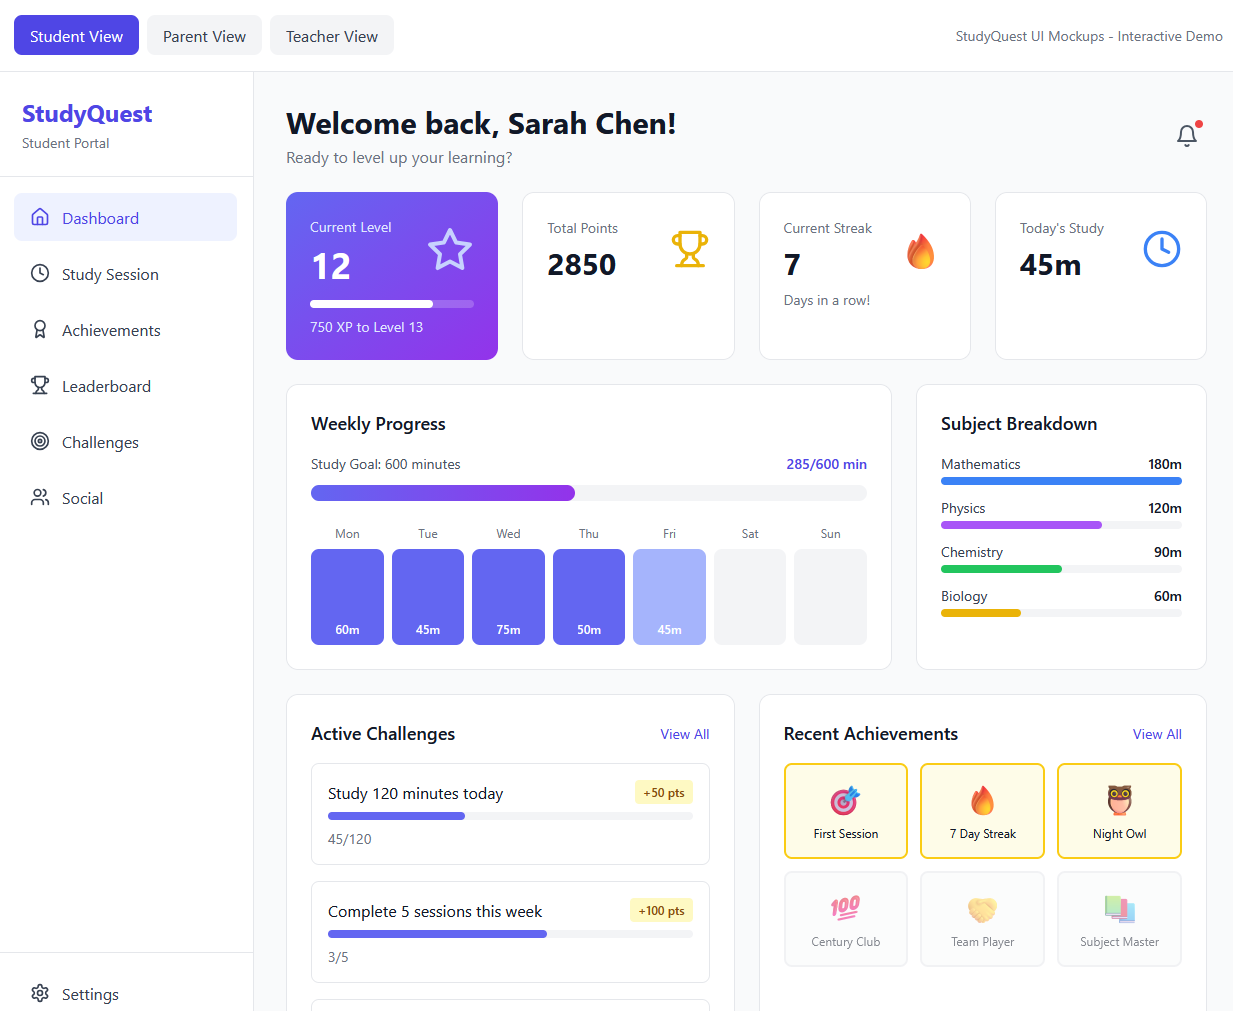 Student View
Parent View
Teacher View
StudyQuest UI Mockups - Interactive Demo
StudyQuest
Student Portal
Dashboard
Study Session
Achievements
Leaderboard
Challenges
Social
Settings
Welcome back, Sarah Chen!
Ready to level up your learning?
Current Level
12
750 XP to Level 13
Total Points
2850
Current Streak
7
Days in a row!
Today's Study
45m
Weekly Progress
Study Goal: 600 minutes
285/600 min
Mon Tue Wed Thu Fri Sat Sun
60m 45m 75m 50m 45m
Subject Breakdown
Mathematics 180m
Physics 120m
Chemistry 90m
Biology 60m
Active Challenges
View All
Study 120 minutes today
+50 pts
45/120
Complete 5 sessions this week
+100 pts
3/5
Recent Achievements
View All
First Session
7 Day Streak
Night Owl
100
Century Club
Team Player
Subject Master